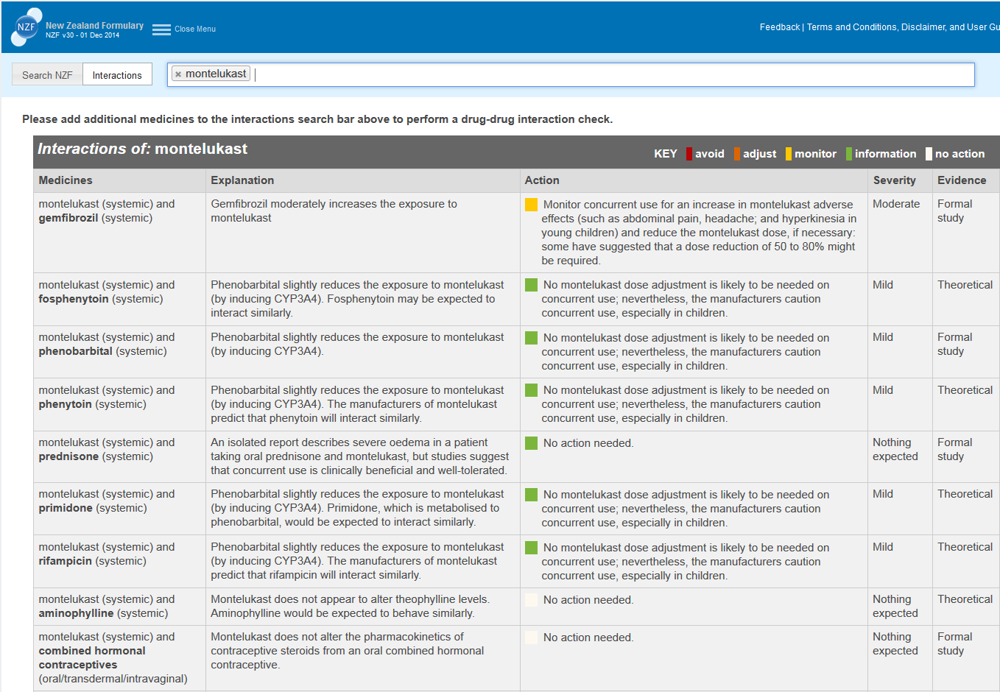 NZF
New Zealand Formulary
NZF v30 - 01 Dec 2014
Close Menu
Feedback | Terms and Conditions, Disclaimer, and User Gu
Search NZF
Interactions
× montelukast
Please add additional medicines to the interactions search bar above to perform a drug-drug interaction check.
Interactions of: montelukast
KEY avoid adjust monitor information no action
Medicines
Explanation
Action
Severity
Evidence
montelukast (systemic) and
gemfibrozil (systemic)
Gemfibrozil moderately increases the exposure to
montelukast
Monitor concurrent use for an increase in montelukast adverse
effects (such as abdominal pain, headache; and hyperkinesia in
young children) and reduce the montelukast dose, if necessary:
some have suggested that a dose reduction of 50 to 80% might
be required.
Moderate
Formal
study
montelukast (systemic) and
fosphenytoin (systemic)
Phenobarbital slightly reduces the exposure to montelukast
(by inducing CYP3A4). Fosphenytoin may be expected to
interact similarly.
No montelukast dose adjustment is likely to be needed on
concurrent use; nevertheless, the manufacturers caution
concurrent use, especially in children.
Mild
Theoretical
montelukast (systemic) and
phenobarbital (systemic)
Phenobarbital slightly reduces the exposure to montelukast
(by inducing CYP3A4).
No montelukast dose adjustment is likely to be needed on
concurrent use; nevertheless, the manufacturers caution
concurrent use, especially in children.
Mild
Formal
study
montelukast (systemic) and
phenytoin (systemic)
Phenobarbital slightly reduces the exposure to montelukast
(by inducing CYP3A4). The manufacturers of montelukast
predict that phenytoin will interact similarly.
No montelukast dose adjustment is likely to be needed on
concurrent use; nevertheless, the manufacturers caution
concurrent use, especially in children.
Mild
Theoretical
montelukast (systemic) and
prednisone (systemic)
An isolated report describes severe oedema in a patient
taking oral prednisone and montelukast, but studies suggest
that concurrent use is clinically beneficial and well-tolerated.
No action needed.
Nothing
expected
Formal
study
montelukast (systemic) and
primidone (systemic)
Phenobarbital slightly reduces the exposure to montelukast
(by inducing CYP3A4). Primidone, which is metabolised to
phenobarbital, would be expected to interact similarly.
No montelukast dose adjustment is likely to be needed on
concurrent use; nevertheless, the manufacturers caution
concurrent use, especially in children.
Mild
Theoretical
montelukast (systemic) and
rifampicin (systemic)
Phenobarbital slightly reduces the exposure to montelukast
(by inducing CYP3A4). The manufacturers of montelukast
predict that rifampicin will interact similarly.
No montelukast dose adjustment is likely to be needed on
concurrent use; nevertheless, the manufacturers caution
concurrent use, especially in children.
Mild
Theoretical
montelukast (systemic) and
aminophylline (systemic)
Montelukast does not appear to alter theophylline levels.
Aminophylline would be expected to behave similarly.
No action needed.
Nothing
expected
Theoretical
montelukast (systemic) and
combined hormonal
contraceptives
(oral/transdermal/intravaginal)
Montelukast does not alter the pharmacokinetics of
contraceptive steroids from an oral combined hormonal
contraceptive.
No action needed.
Nothing
expected
Formal
study